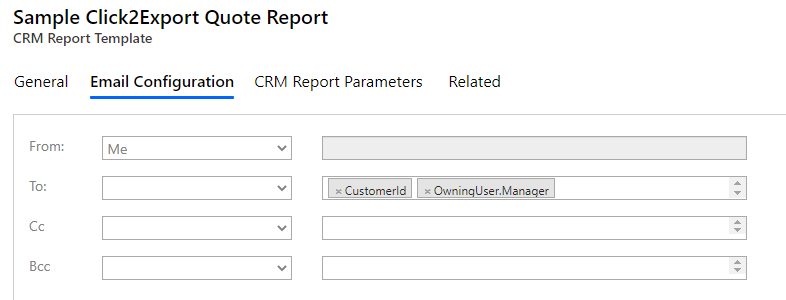 Sample Click2Export Quote Report
CRM Report Template
General Email Configuration CRM Report Parameters Related
From: Me
To: × CustomerId × OwningUser.Manager
Cc
Bcc